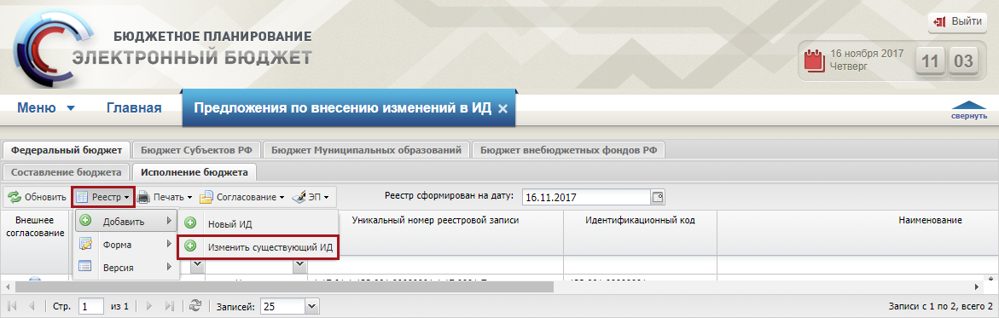 БЮДЖЕТНОЕ ПЛАНИРОВАНИЕ
ЭЛЕКТРОННЫЙ БЮДЖЕТ
Выйти
16 ноября 2017
Четверг
11 03
Меню Главная Предложения по внесению изменений в ИД
свернуть
Федеральный бюджет Бюджет Субъектов РФ Бюджет Муниципальных образований Бюджет внебюджетных фондов РФ
Составление бюджета Исполнение бюджета
Обновить Реестр Печать Согласование ЭП Реестр сформирован на дату: 16.11.2017
Внешнее согласование
Уникальный номер реестровой записи Идентификационный код Наименование
Добавить
Форма
Версия
Новый ИД
Изменить существующий ИД
Стр. 1 из 1 Записей: 25 Записи с 1 по 2, всего 2